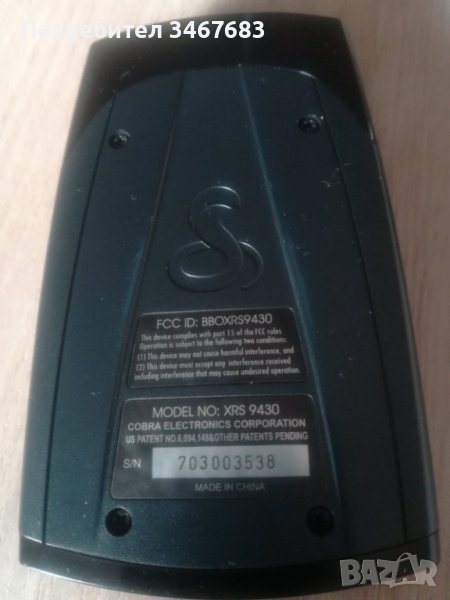 Потребител 3467683
FCC ID: BBOXRS9430
This device complies with part 15 of the FCC rules
Operation is subject to the following two conditions:
(1) This device may not cause harmful interference, and
(2) This device must accept any interference received
including interference that may cause undesired operation.
MODEL NO: XRS 9430
COBRA ELECTRONICS CORPORATION
US PATENT NO.6,094,148&OTHER PATENTS PENDING
S/N 703003538
MADE IN CHINA
BAZAR